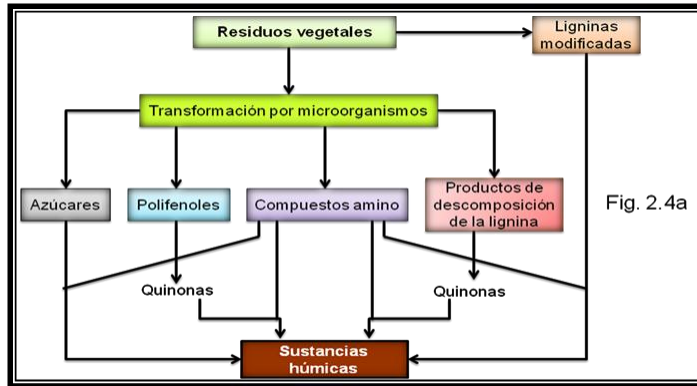 Residuos vegetales
Ligninas
modificadas
Transformación por microorganismos
Azúcares
Polifenoles
Compuestos amino
Productos de
descomposición
de la lignina
Fig. 2.4a
Quinonas
Quinonas
Sustancias
húmicas